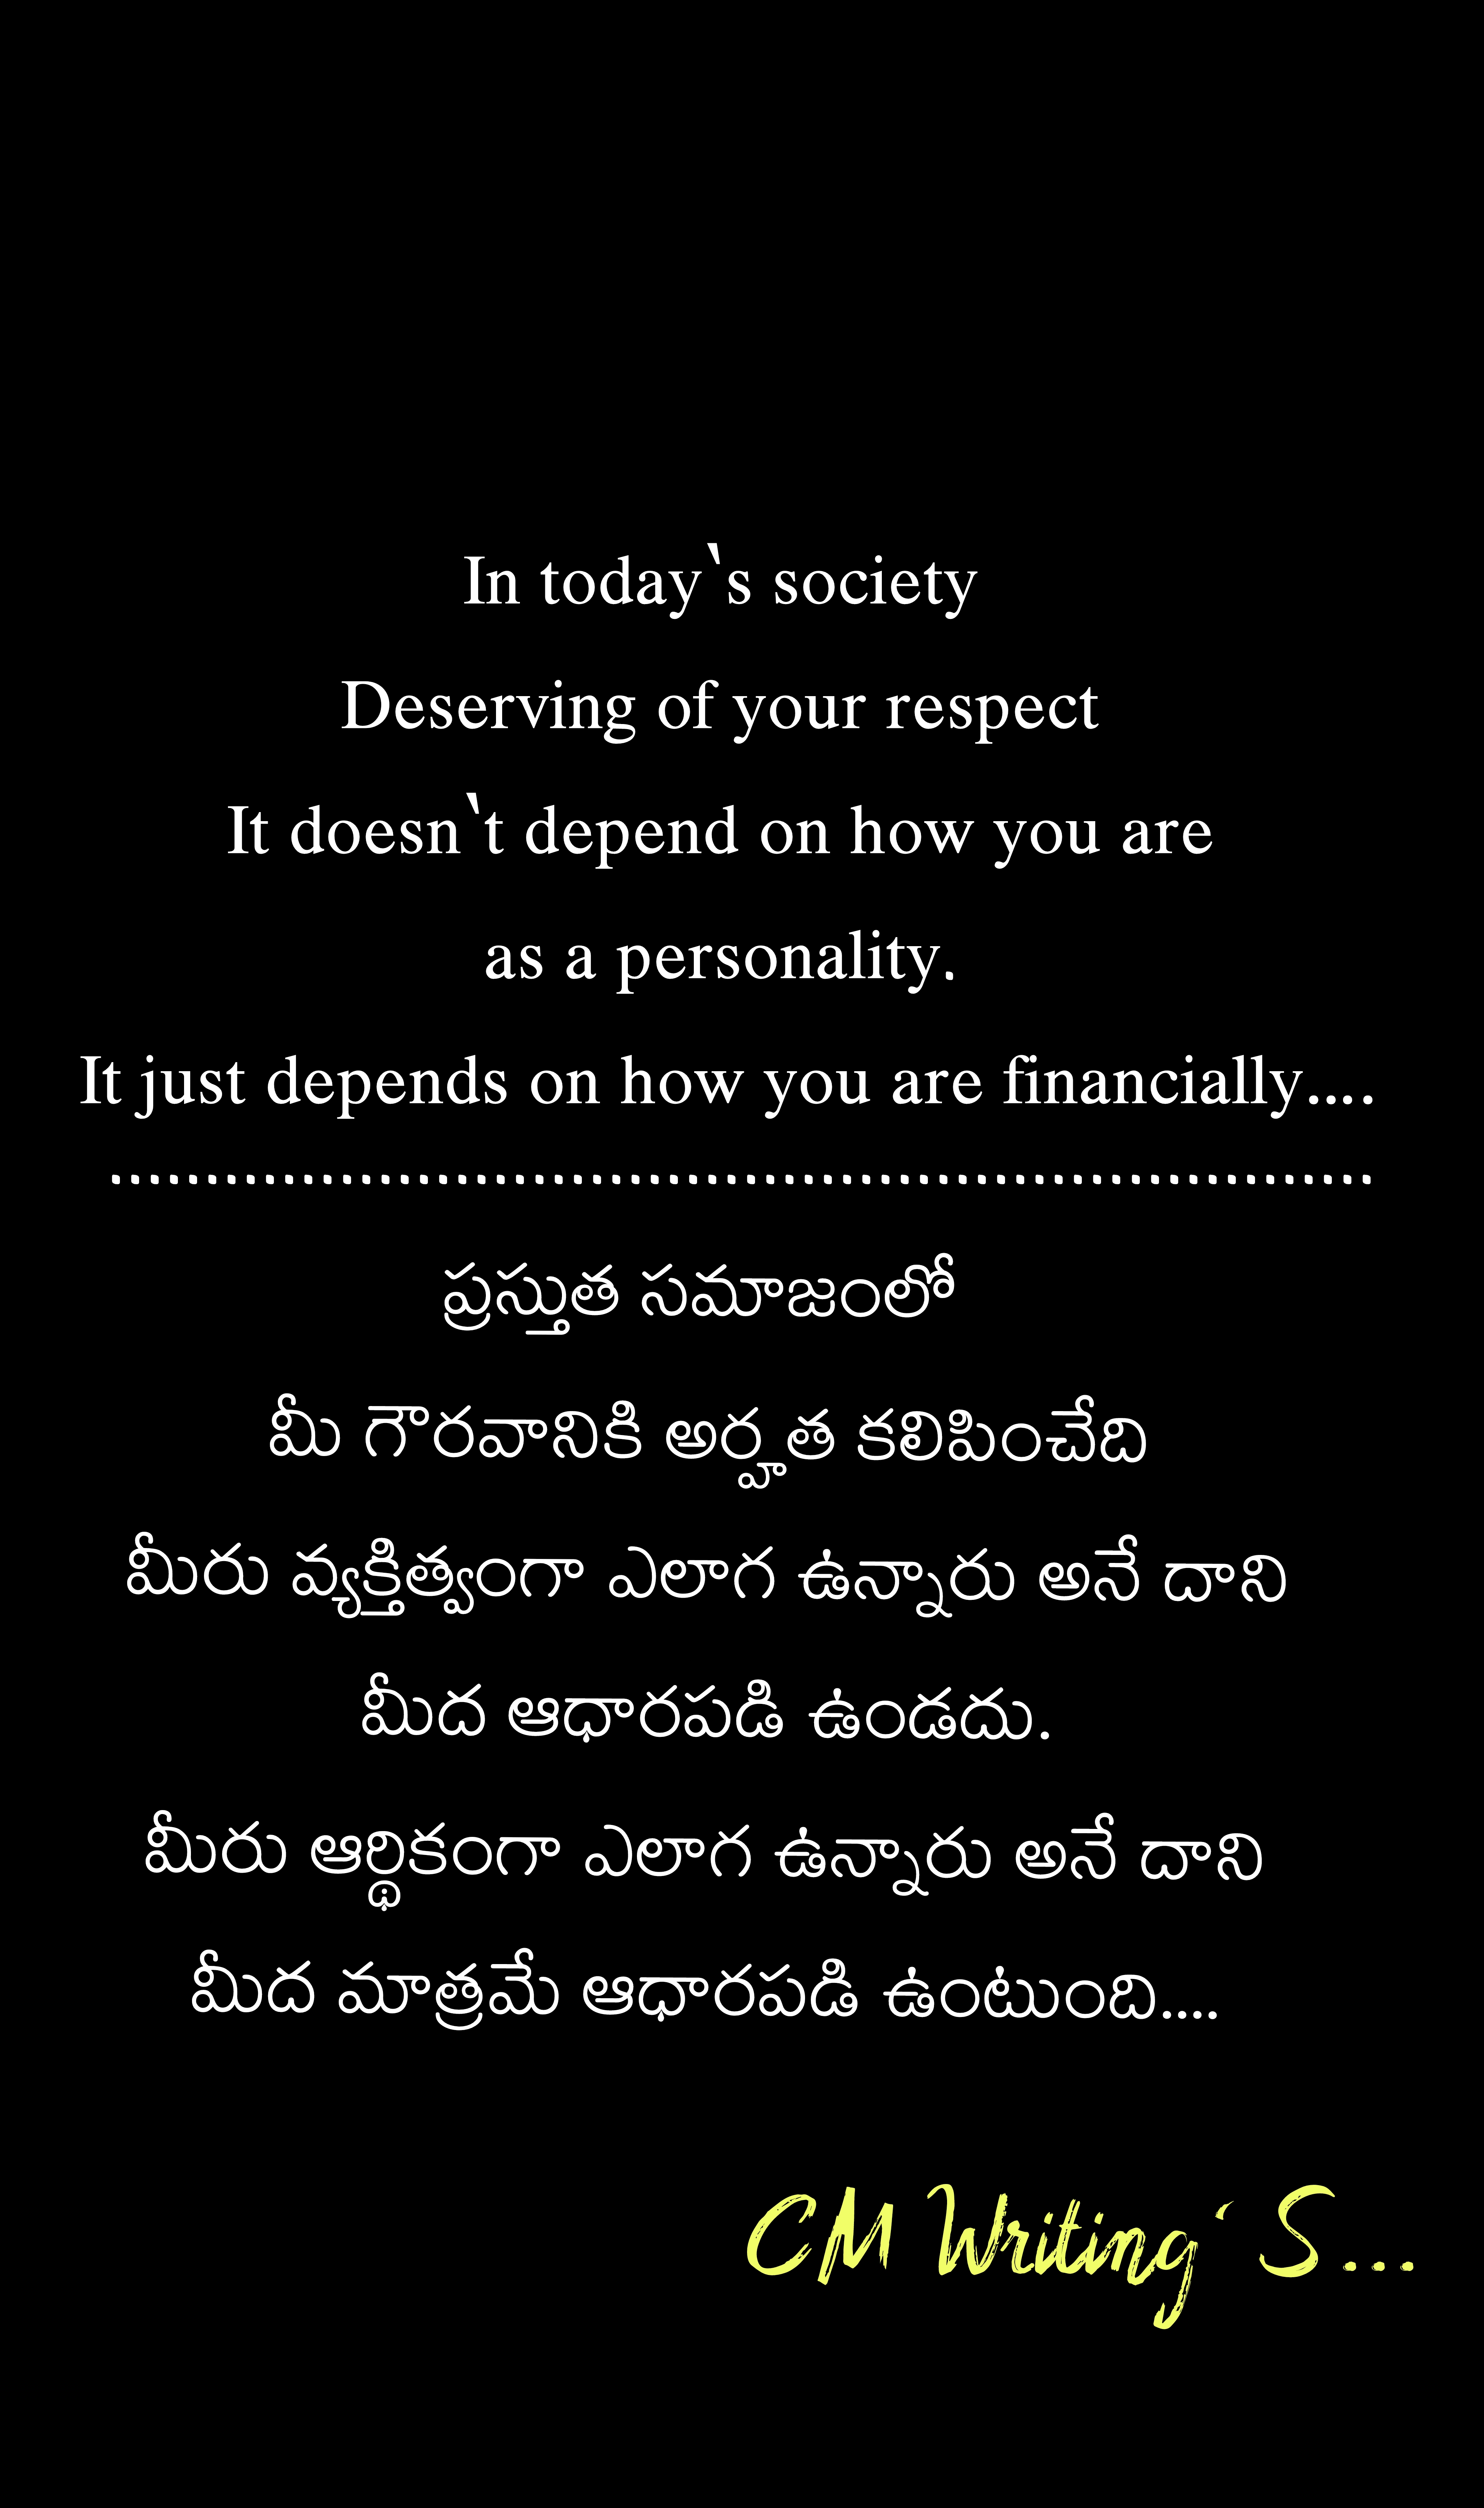 In today`s society
Deserving of your respect
It doesn`t depend on how you are
as a personality.
It just depends on how you are financially....
..................................................................
ప్రస్తుత సమాజంలో
మీ గౌరవానికి అర్హత కలిపించేది
మీరు వ్యక్తిత్వంగా ఎలాగ ఉన్నారు అనే దాని
మీద ఆధారపడి ఉండదు.
మీరు ఆర్థికంగా ఎలాగ ఉన్నారు అనే దాని
మీద మాత్రమే ఆధారపడి ఉంటుంది....
CM Writing' S...